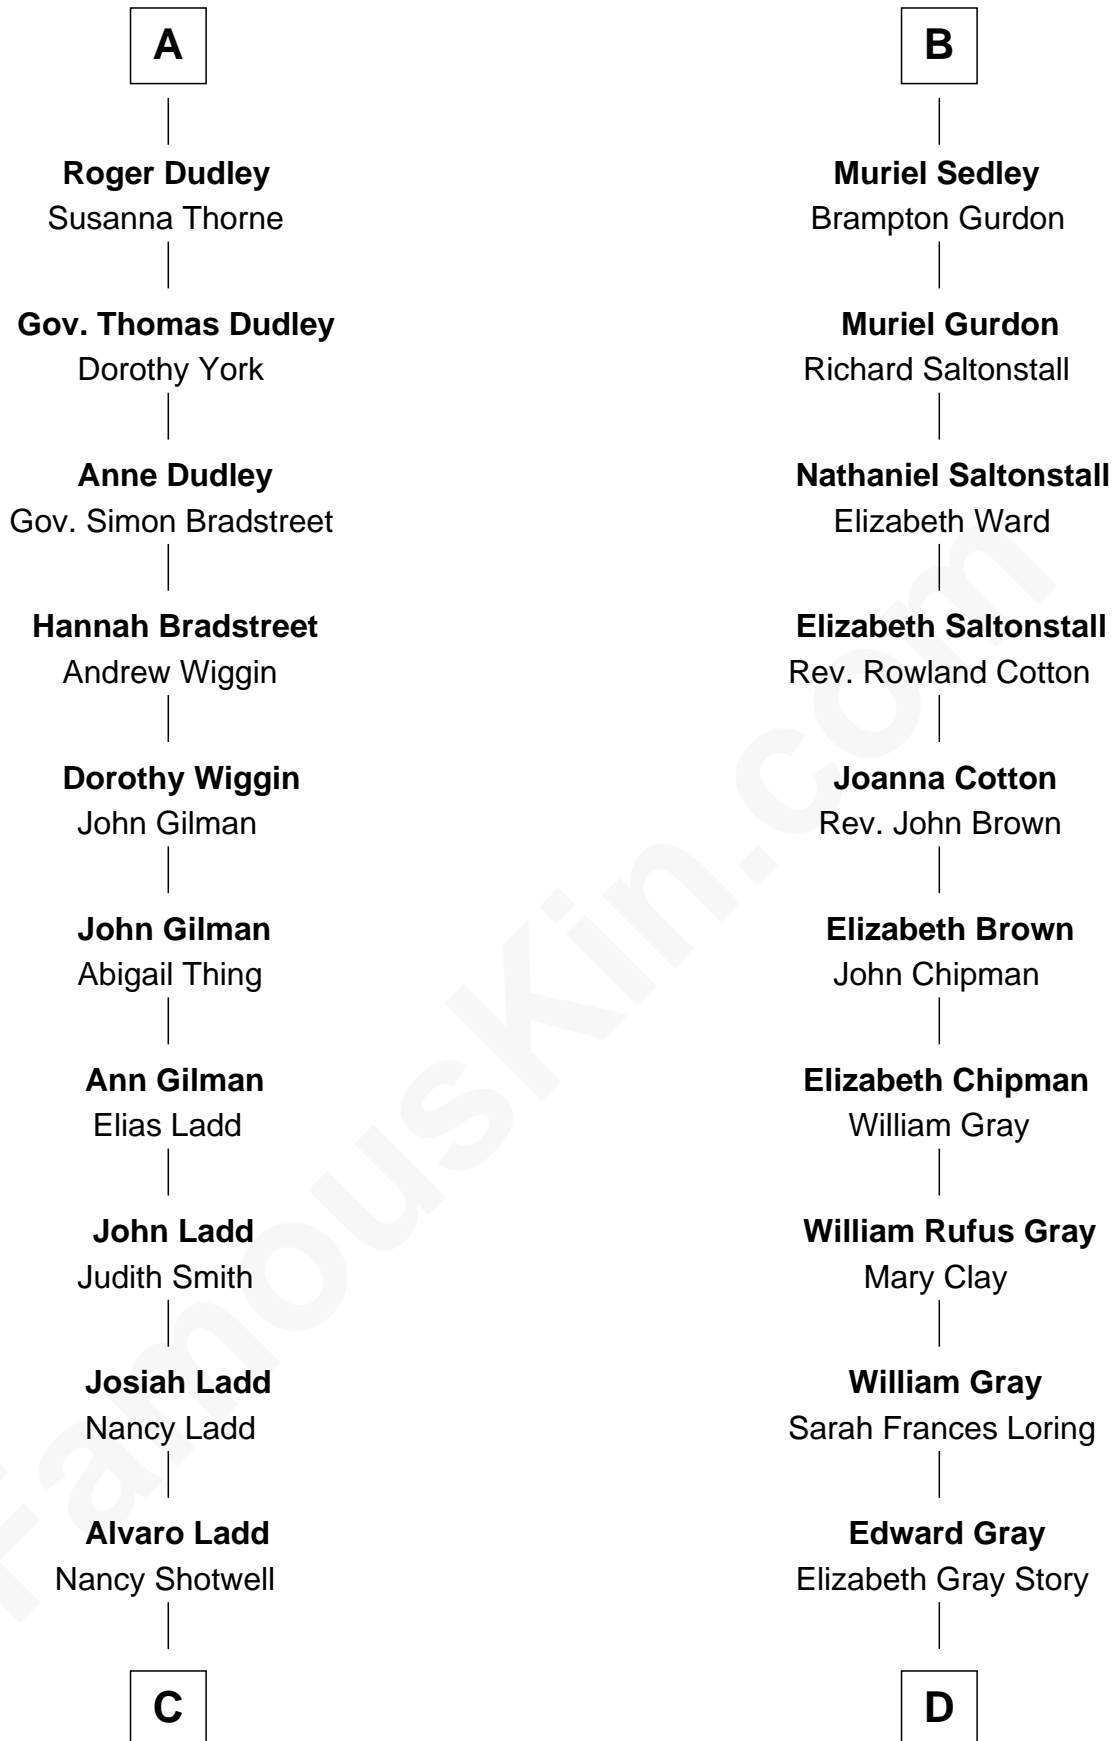 A
Roger Dudley
Susanna Thorne
Gov. Thomas Dudley
Dorothy York
Anne Dudley
Gov. Simon Bradstreet
Hannah Bradstreet
Andrew Wiggin
Dorothy Wiggin
John Gilman
John Gilman
Abigail Thing
Ann Gilman
Elias Ladd
John Ladd
Judith Smith
Josiah Ladd
Nancy Ladd
Alvaro Ladd
Nancy Shotwell
C
B
Muriel Sedley
Brampton Gurdon
Muriel Gurdon
Richard Saltonstall
Nathaniel Saltonstall
Elizabeth Ward
Elizabeth Saltonstall
Rev. Rowland Cotton
Joanna Cotton
Rev. John Brown
Elizabeth Brown
John Chipman
Elizabeth Chipman
William Gray
William Rufus Gray
Mary Clay
William Gray
Sarah Frances Loring
Edward Gray
Elizabeth Gray Story
D
FamousKin.com